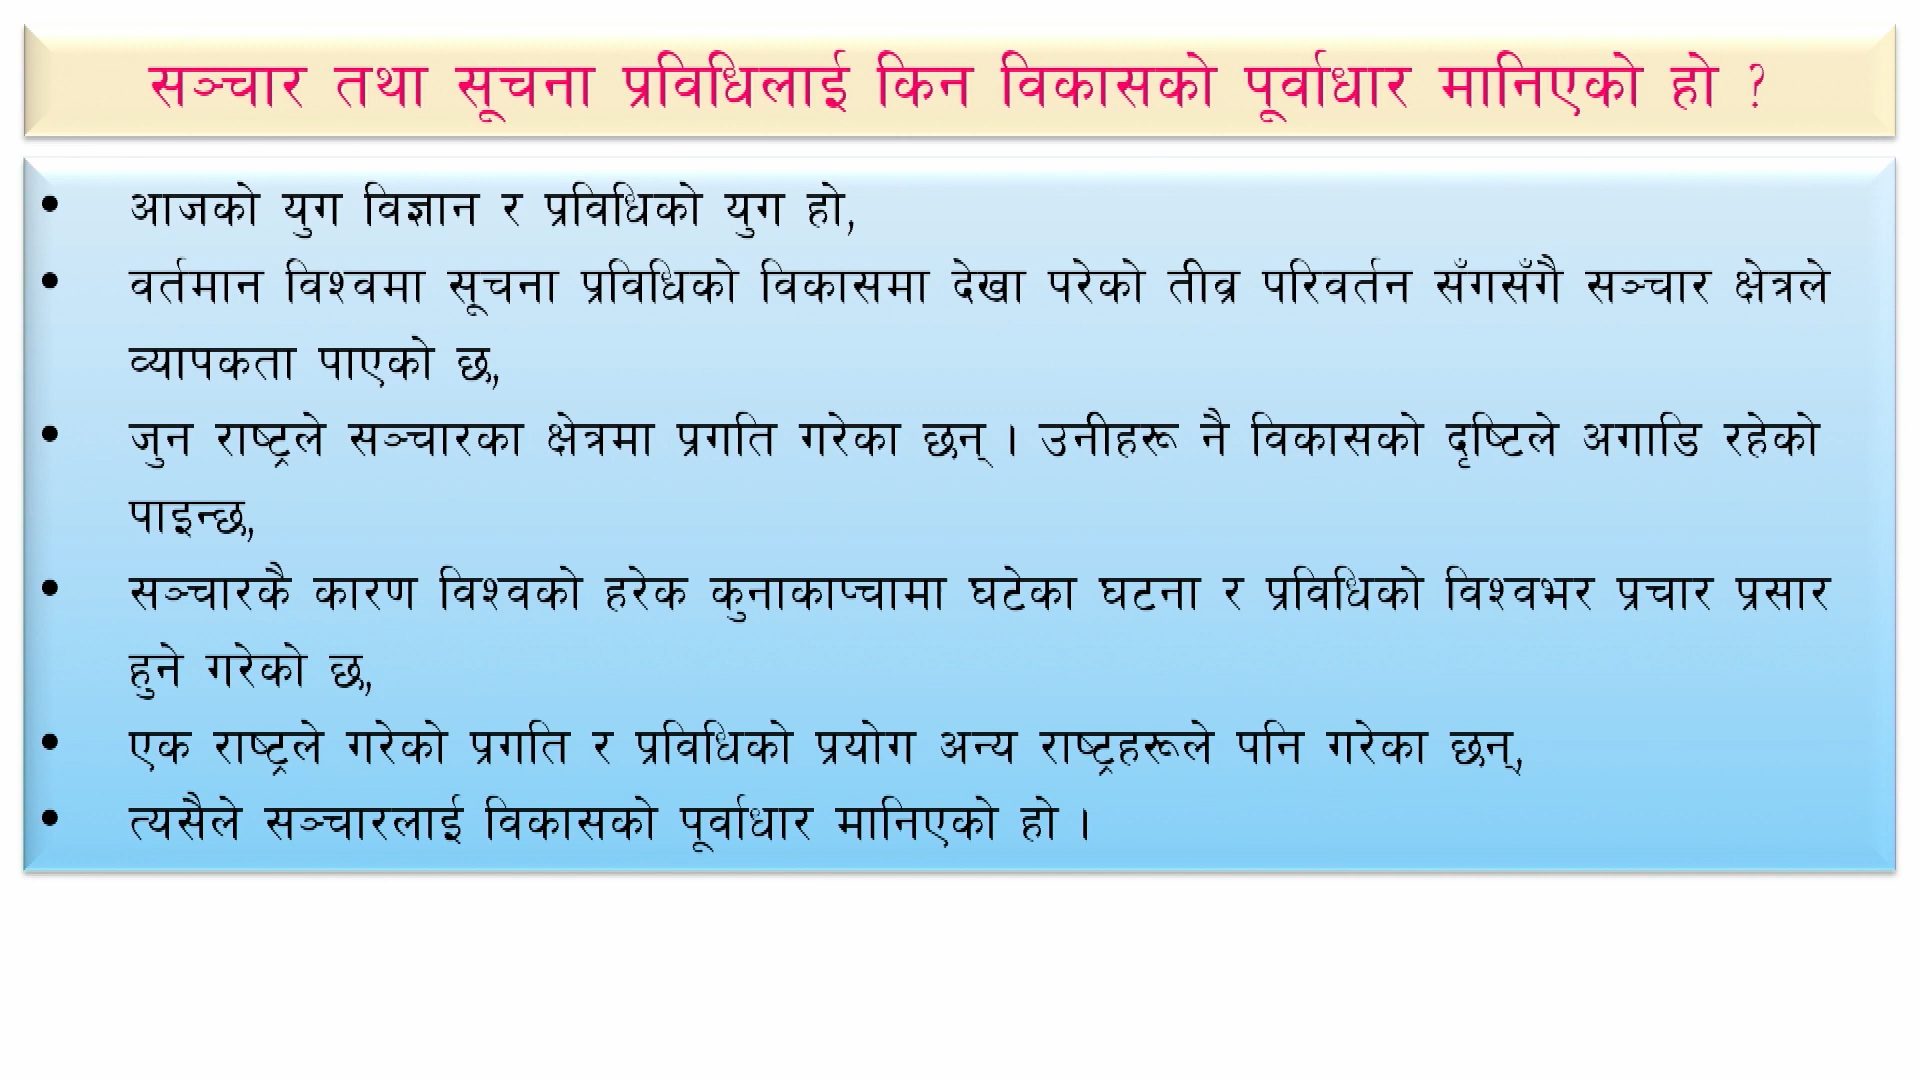 सञ्चार तथा सूचना प्रविधिलाई किन विकासको पूर्वाधार मानिएको हो ?
• आजको युग विज्ञान र प्रविधिको युग हो,
• वर्तमान विश्वमा सूचना प्रविधिको विकासमा देखा परेको तीव्र परिवर्तन सँगसँगै सञ्चार क्षेत्रले
व्यापकता पाएको छ,
• जुन राष्ट्रले सञ्चारका क्षेत्रमा प्रगति गरेका छन् । उनीहरू नै विकासको दृष्टिले अगाडि रहेको
पाइन्छ,
• सञ्चारकै कारण विश्वको हरेक कुनाकाप्चामा घटेका घटना र प्रविधिको विश्वभर प्रचार प्रसार
हुने गरेको छ,
• एक राष्ट्रले गरेको प्रगति र प्रविधिको प्रयोग अन्य राष्ट्रहरूले पनि गरेका छन्,
• त्यसैले सञ्चारलाई विकासको पूर्वाधार मानिएको हो ।